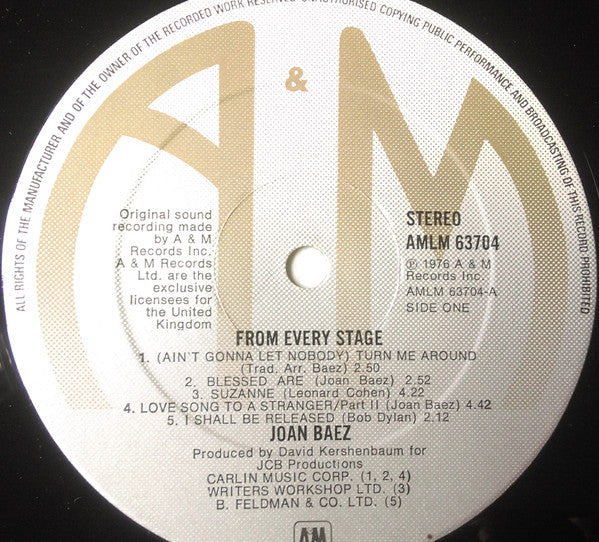 ALL RIGHTS OF THE MANUFACTURER AND OF THE OWNER OF THE RECORDED WORK RESERVED UNAUTHORISED COPYING PUBLIC PERFORMANCE AND BROADCASTING OF THIS RECORD PROHIBITED
A&M
Original sound
recording made
by A & M
Records Inc.
A & M Records
Ltd. are the
exclusive
licensees for
the United
Kingdom
STEREO
AMLM 63704
℗ 1976 A & M
Records Inc.
AMLM 63704-A
SIDE ONE
FROM EVERY STAGE
1. (AIN'T GONNA LET NOBODY) TURN ME AROUND
(Trad. Arr. Baez) 2.50
2. BLESSED ARE (Joan Baez) 2.52
3. SUZANNE (Leonard Cohen) 4.22
4. LOVE SONG TO A STRANGER/Part II (Joan Baez) 4.42
5. I SHALL BE RELEASED (Bob Dylan) 2.12
JOAN BAEZ
Produced by David Kershenbaum for
JCB Productions
CARLIN MUSIC CORP. (1, 2, 4)
WRITERS WORKSHOP LTD. (3)
B. FELDMAN & CO. LTD. (5)
AM